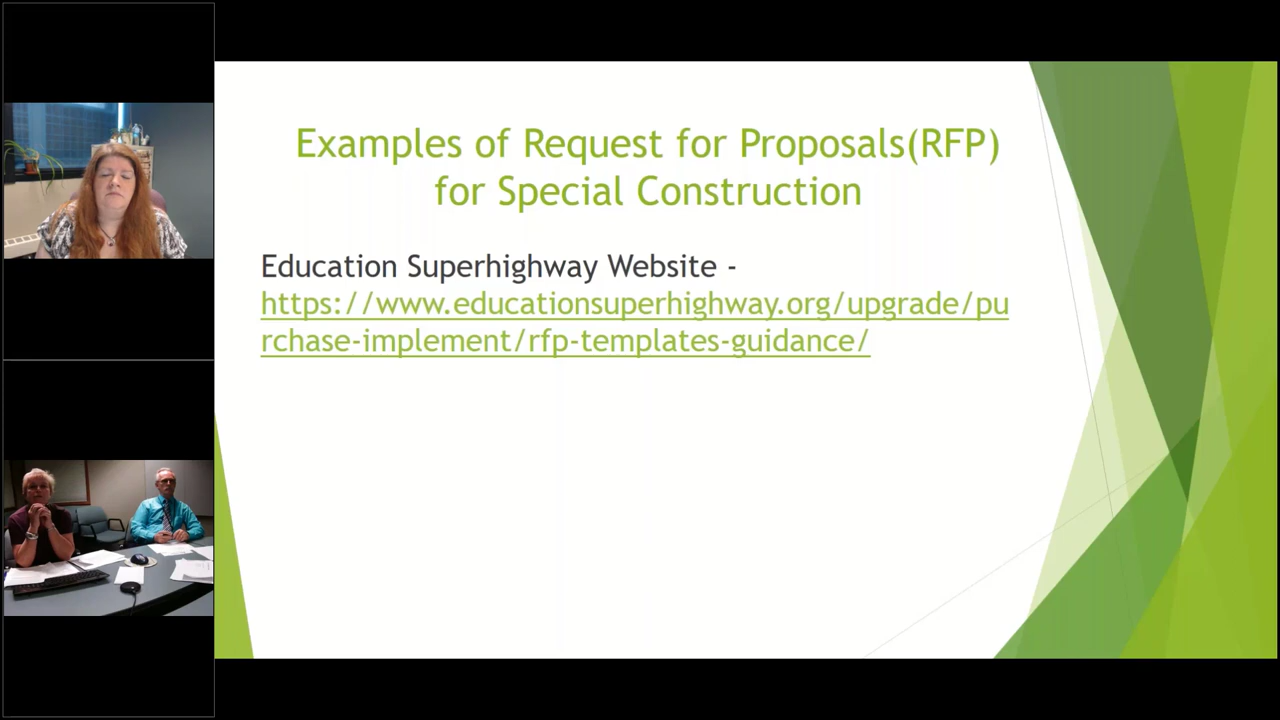 Examples of Request for Proposals(RFP)
for Special Construction
Education Superhighway Website -
https://www.educationsuperhighway.org/upgrade/pu
rchase-implement/rfp-templates-guidance/